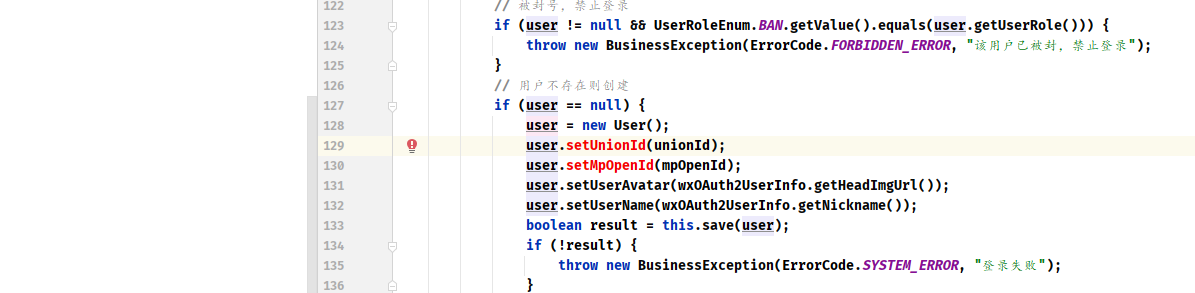 122 // 被封号，禁止登录
123 if (user != null && UserRoleEnum.BAN.getValue().equals(user.getUserRole())) {
124 throw new BusinessException(ErrorCode.FORBIDDEN_ERROR, "该用户已被封，禁止登录");
125 }
126 // 用户不存在则创建
127 if (user == null) {
128 user = new User();
129 user.setUnionId(unionId);
130 user.setMpOpenId(mpOpenId);
131 user.setUserAvatar(wxOAuth2UserInfo.getHeadImgUrl());
132 user.setUserName(wxOAuth2UserInfo.getNickname());
133 boolean result = this.save(user);
134 if (!result) {
135 throw new BusinessException(ErrorCode.SYSTEM_ERROR, "登录失败");
136 }